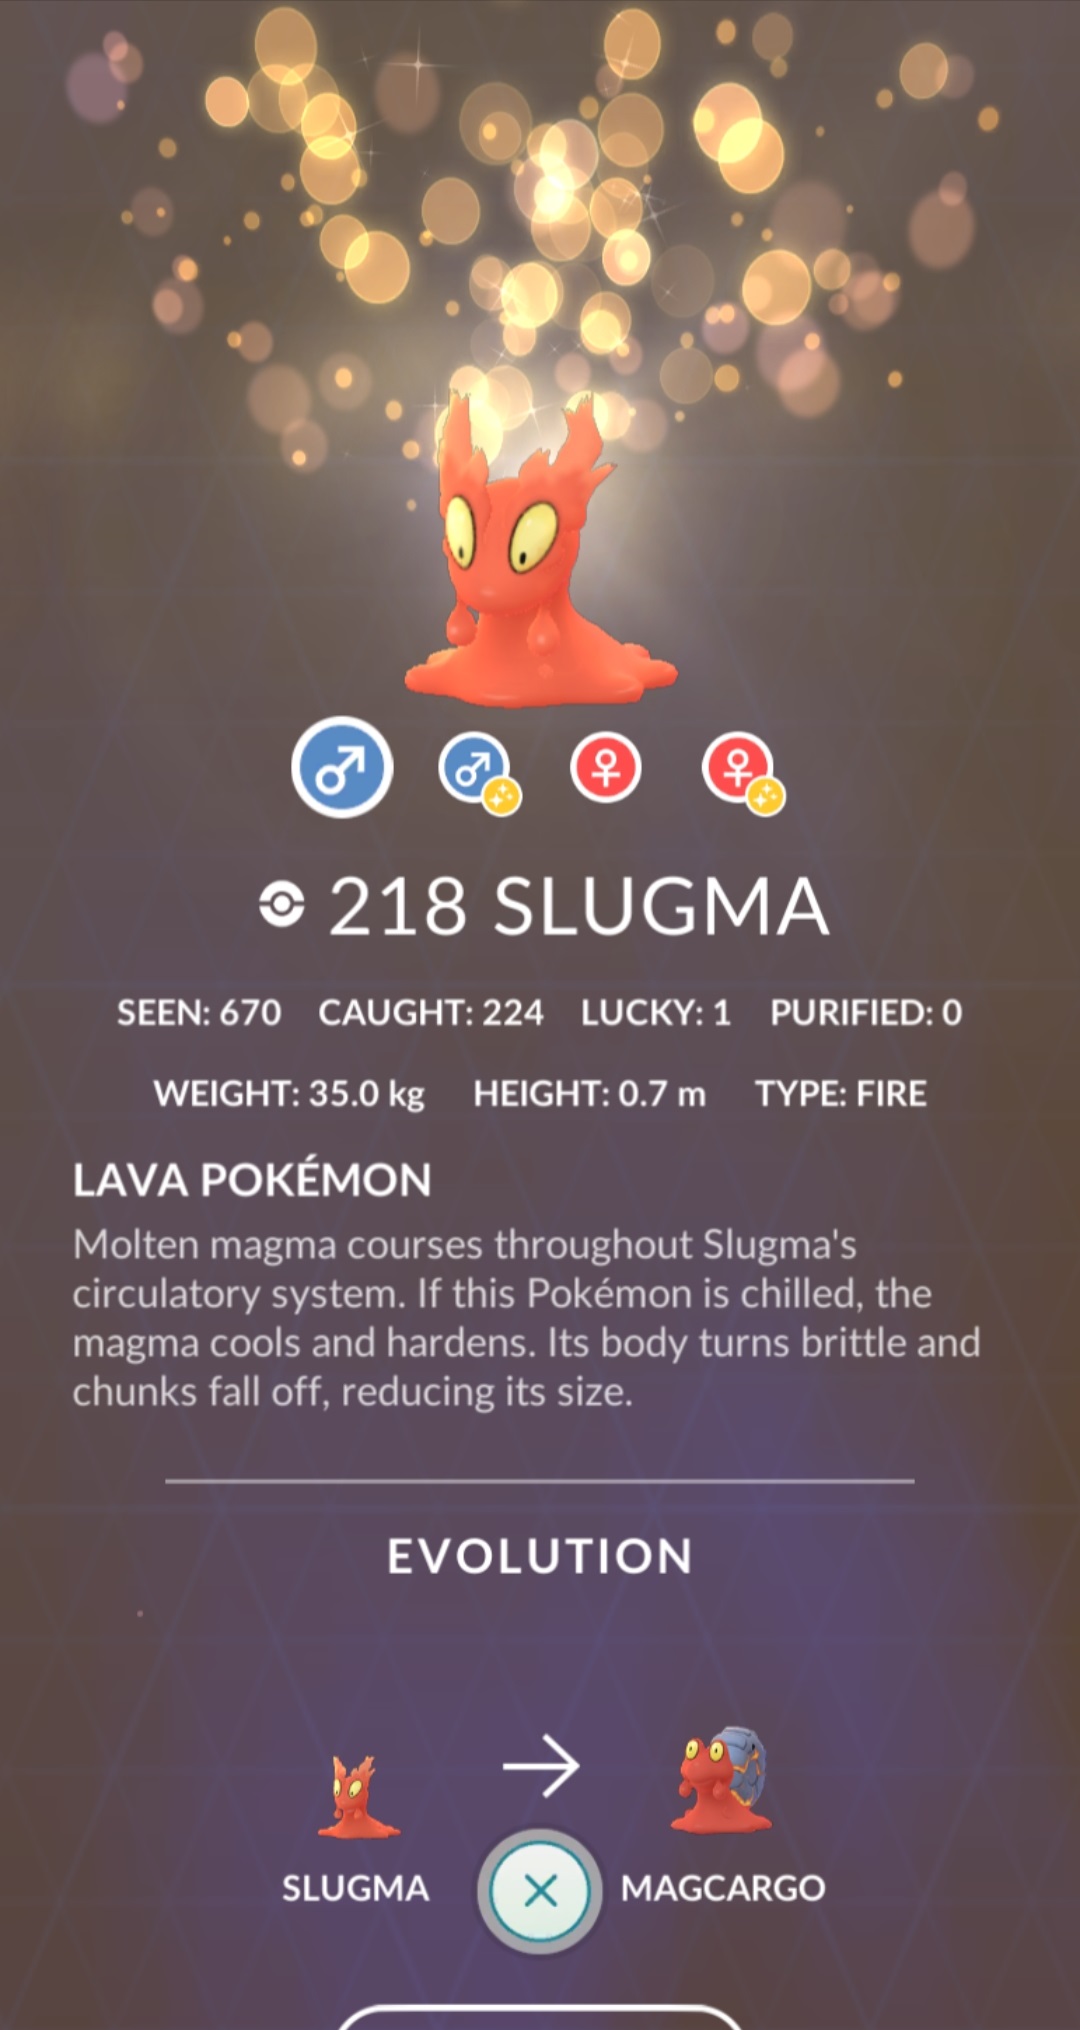 218 SLUGMA
SEEN: 670 CAUGHT: 224 LUCKY: 1 PURIFIED: 0
WEIGHT: 35.0 kg HEIGHT: 0.7 m TYPE: FIRE
LAVA POKÉMON
Molten magma courses throughout Slugma's
circulatory system. If this Pokémon is chilled, the
magma cools and hardens. Its body turns brittle and
chunks fall off, reducing its size.
EVOLUTION
SLUGMA MAGCARGO